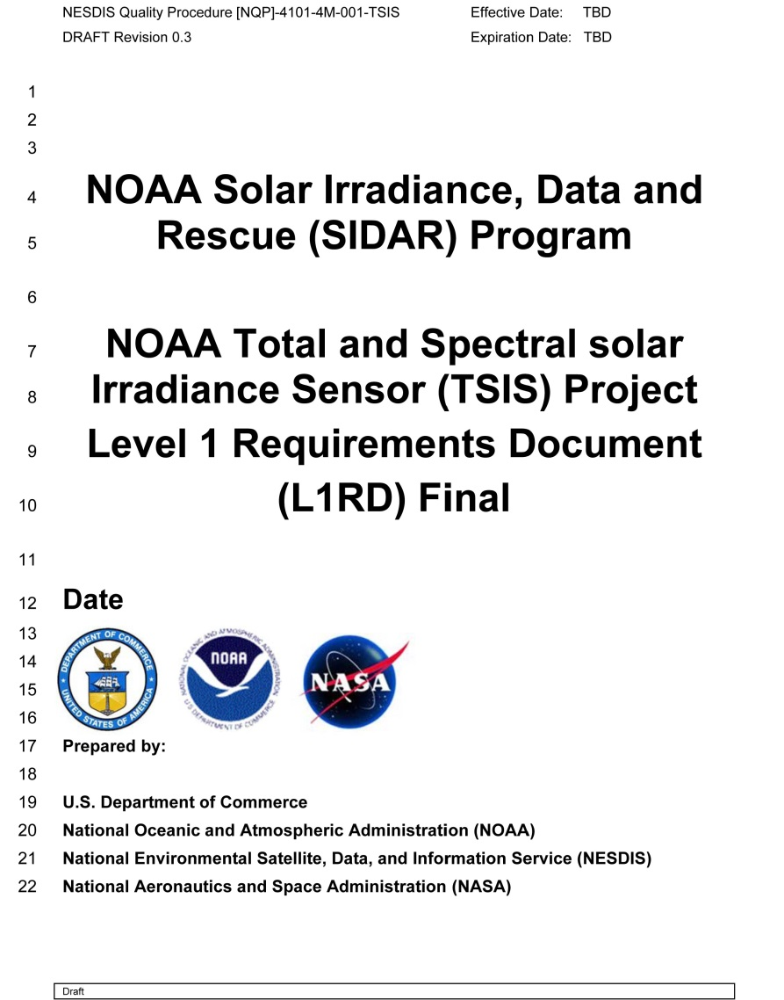 NESDIS Quality Procedure [NQP]-4101-4M-001-TSIS Effective Date: TBD
DRAFT Revision 0.3 Expiration Date: TBD
1
2
3
4 NOAA Solar Irradiance, Data and
5 Rescue (SIDAR) Program
6
7 NOAA Total and Spectral solar
8 Irradiance Sensor (TSIS) Project
9 Level 1 Requirements Document
10 (L1RD) Final
11
12 Date
13
14
15
16
DEPARTMENT OF COMMERCE
UNITED STATES OF AMERICA
NATIONAL OCEANIC AND ATMOSPHERIC ADMINISTRATION
NOAA
U.S. DEPARTMENT OF COMMERCE
NASA
17 Prepared by:
18
19 U.S. Department of Commerce
20 National Oceanic and Atmospheric Administration (NOAA)
21 National Environmental Satellite, Data, and Information Service (NESDIS)
22 National Aeronautics and Space Administration (NASA)
Draft